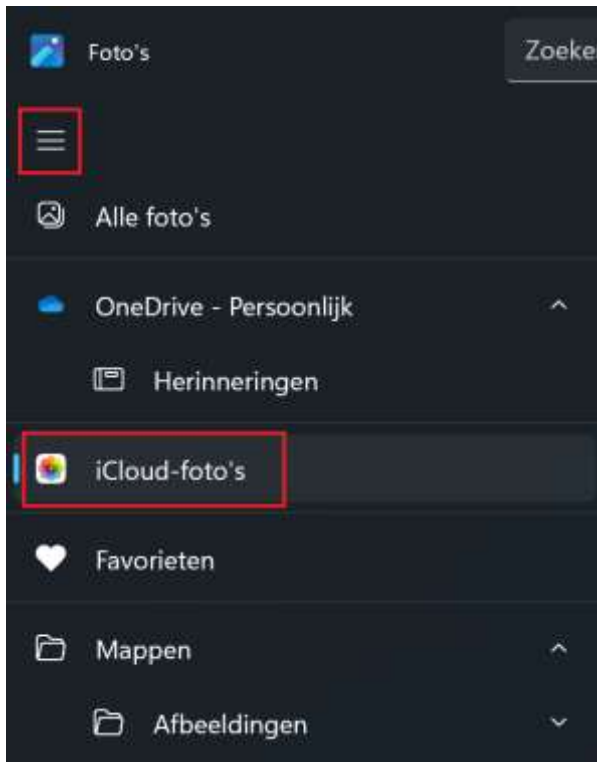 Foto's
Zoeke
Alle foto's
OneDrive - Persoonlijk
Herinneringen
iCloud-foto's
Favorieten
Mappen
Afbeeldingen